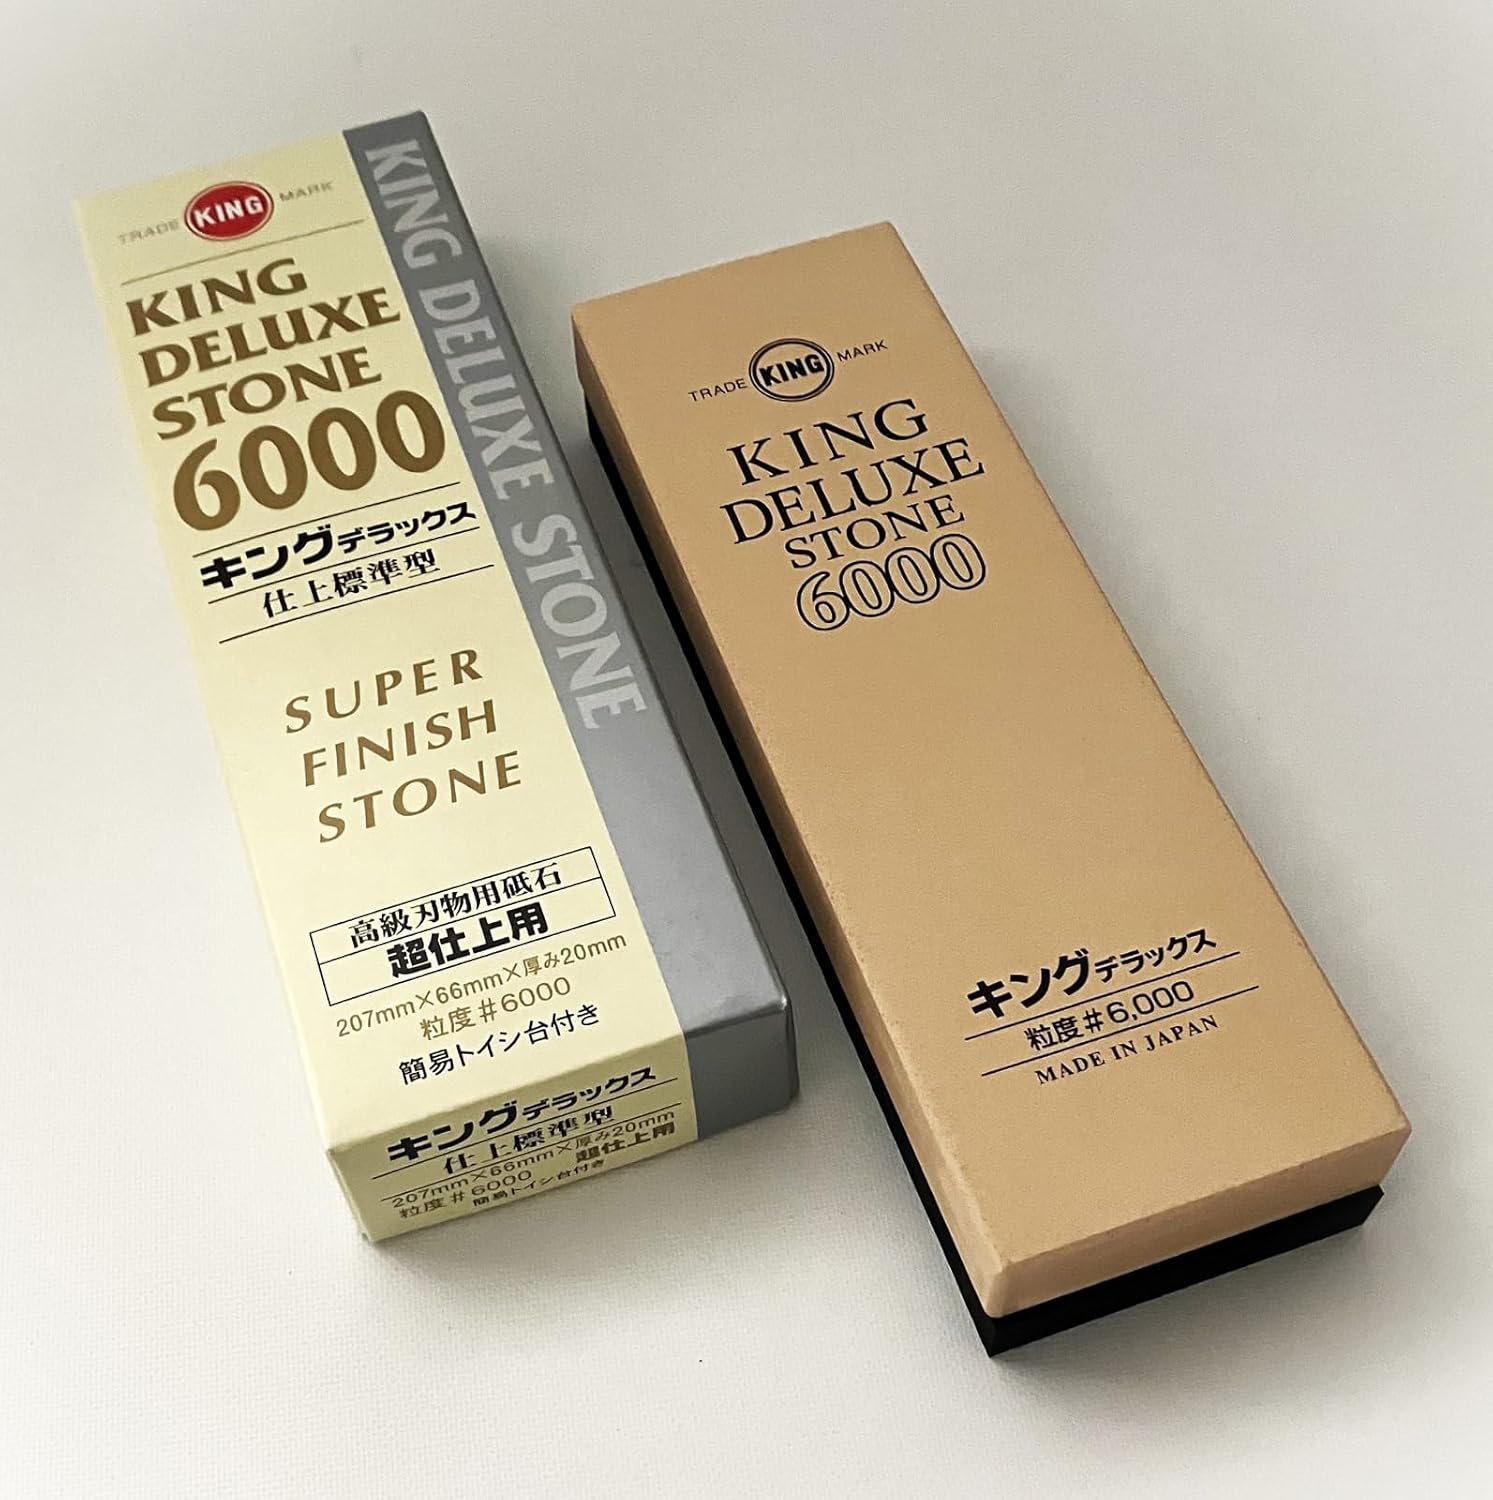 TRADE KING MARK
KING
DELUXE
STONE
6000
キングデラックス
仕上標準型
SUPER
FINISH
STONE
高級刃物用砥石
超仕上用
207mm×66mm×厚み20mm
粒度♯6000
簡易トイシ台付き
キングデラックス
仕上標準型
207mm×66mm×厚み20mm
粒度♯6000 超仕上用
簡易トイシ台付き
KING DELUXE STONE
TRADE KING MARK
KING
DELUXE
STONE
6000
キングデラックス
粒度♯6,000
MADE IN JAPAN